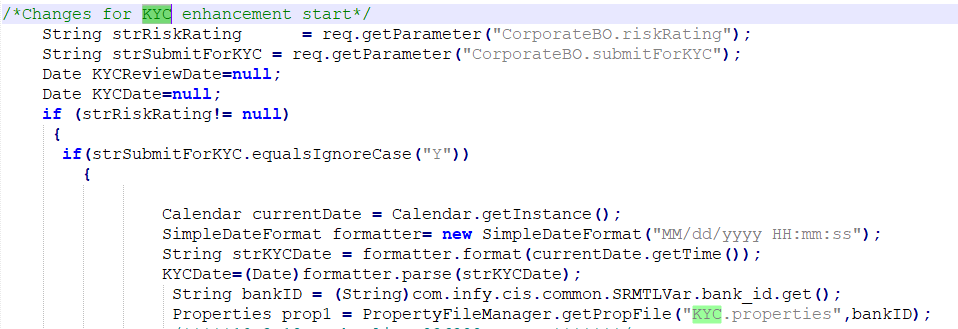 /*Changes for KYC enhancement start*/
String strRiskRating = req.getParameter("CorporateBO.riskRating");
String strSubmitForKYC = req.getParameter("CorporateBO.submitForKYC");
Date KYCReviewDate=null;
Date KYCDate=null;
if (strRiskRating!= null)
{
if(strSubmitForKYC.equalsIgnoreCase("Y"))
{
Calendar currentDate = Calendar.getInstance();
SimpleDateFormat formatter= new SimpleDateFormat("MM/dd/yyyy HH:mm:ss");
String strKYCDate = formatter.format(currentDate.getTime());
KYCDate=(Date)formatter.parse(strKYCDate);
String bankID = (String)com.infy.cis.common.SRMTLVar.bank_id.get();
Properties prop1 = PropertyFileManager.getPropFile("KYC.properties",bankID);